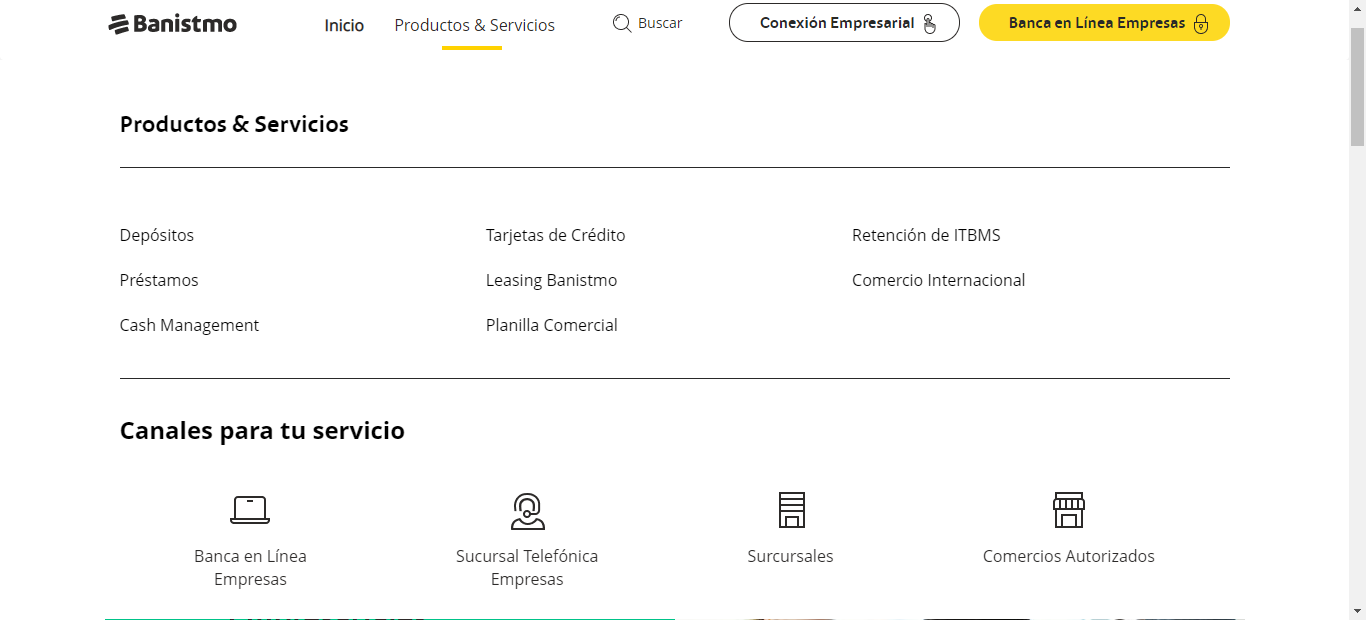 Banistmo
Inicio
Productos & Servicios
Buscar
Conexión Empresarial
Banca en Línea Empresas
Productos & Servicios
Depósitos
Tarjetas de Crédito
Retención de ITBMS
Préstamos
Leasing Banistmo
Comercio Internacional
Cash Management
Planilla Comercial
Canales para tu servicio
Banca en Línea
Empresas
Sucursal Telefónica
Empresas
Surcursales
Comercios Autorizados